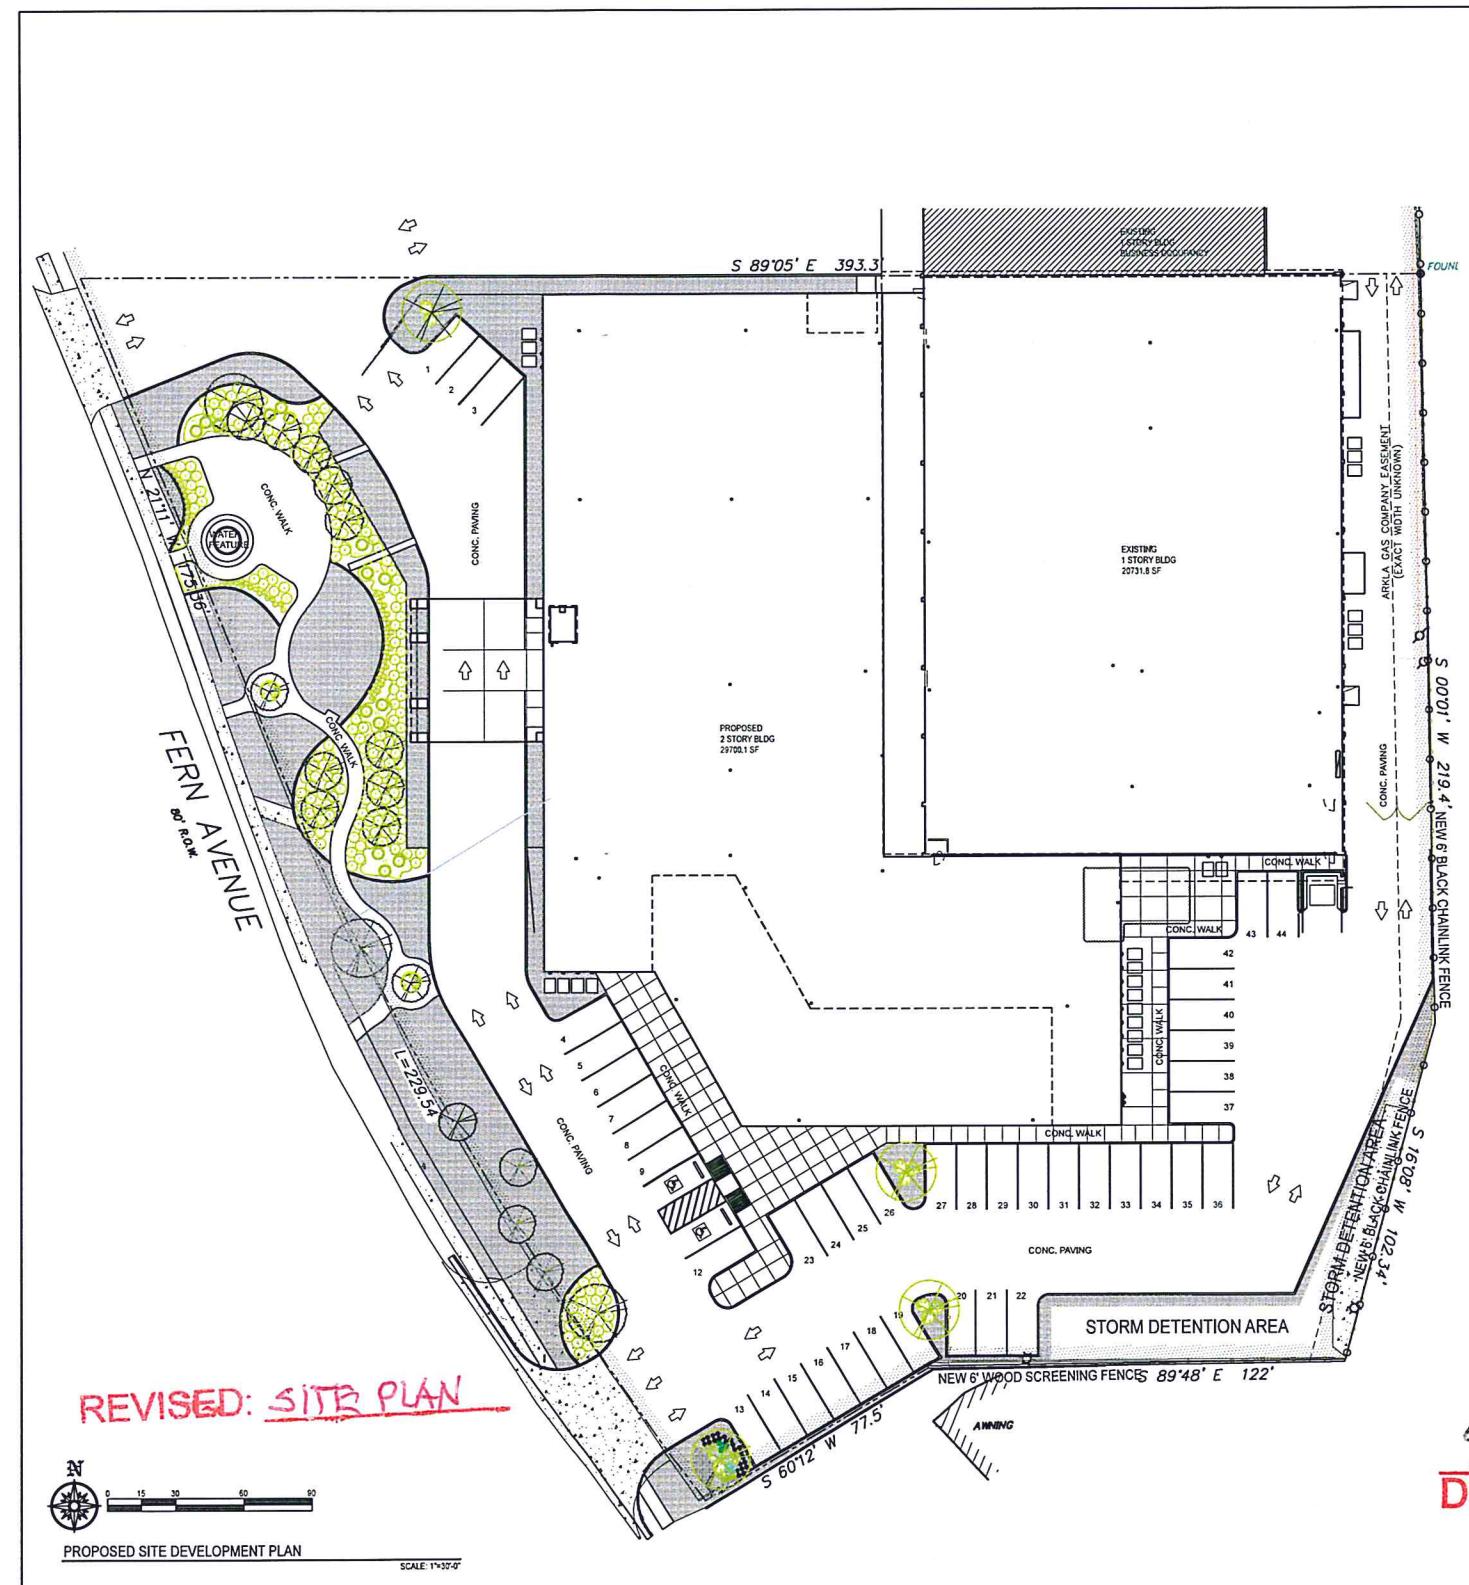 EXISTING
1 STORY BLDG
BUSINESS OCCUPANCY
S 89°05' E 393.3'
FOUN
1
2
3
CONC. WALK
WATER
FEATURE
N 21°11' W 175.36'
CONC. PAVING
EXISTING
1 STORY BLDG
20731.8 SF
ARKLA GAS COMPANY EASEMENT
(EXACT WIDTH UNKNOWN)
S 00°01' W 219.4'
NEW 6' BLACK CHAINLINK FENCE
CONC. PAVING
CONC. WALK
PROPOSED
2 STORY BLDG
29700.1 SF
FERN AVENUE
80' R.O.W.
CONC. WALK
CONC. WALK
43 44
42
41
40
39
38
37
CONC. WALK
L=229.54
4
5
6
7
8
9
CONC. WALK
CONC. PAVING
12
CONC. WALK
23 24 25 26
27 28 29 30 31 32 33 34 35 36
CONC. PAVING
STORM DETENTION AREA
NEW 6' BLACK CHAINLINK FENCE
S 16°08' W 102.34'
20 21 22
STORM DETENTION AREA
13 14 15 16 17 18 19
NEW 6' WOOD SCREENING FENCE
S 89°48' E 122'
AWNING
S 60°12' W 77.5'
REVISED: SITE PLAN
D
N
0 15 30 60 90
PROPOSED SITE DEVELOPMENT PLAN
SCALE: 1"=30'-0"